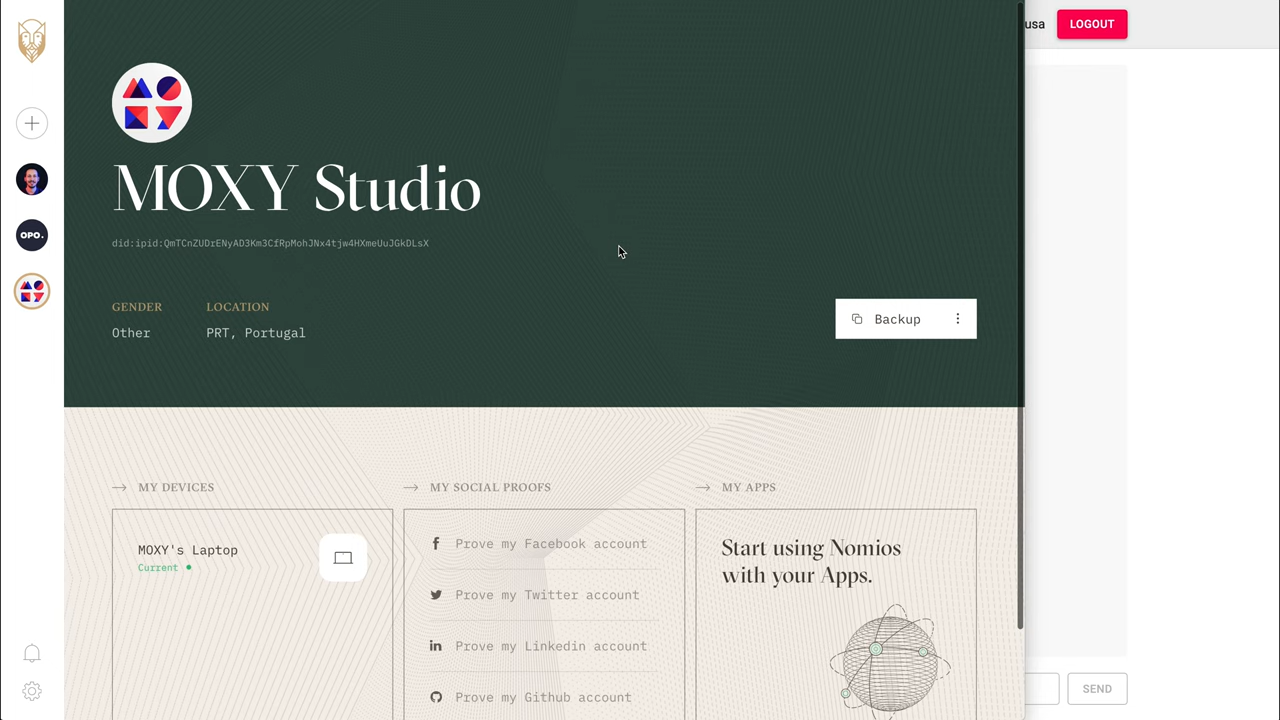 usa
LOGOUT
OPO.
MOXY Studio
did:ipid:QmTCnZUDrENyAD3Km3CfRpMohJNx4tjw4HXmeUuJGkDLsX
GENDER
LOCATION
Other
PRT, Portugal
Backup
MY DEVICES
MY SOCIAL PROOFS
MY APPS
MOXY's Laptop
Current
Prove my Facebook account
Prove my Twitter account
Prove my Linkedin account
Prove my Github account
Start using Nomios
with your Apps.
SEND